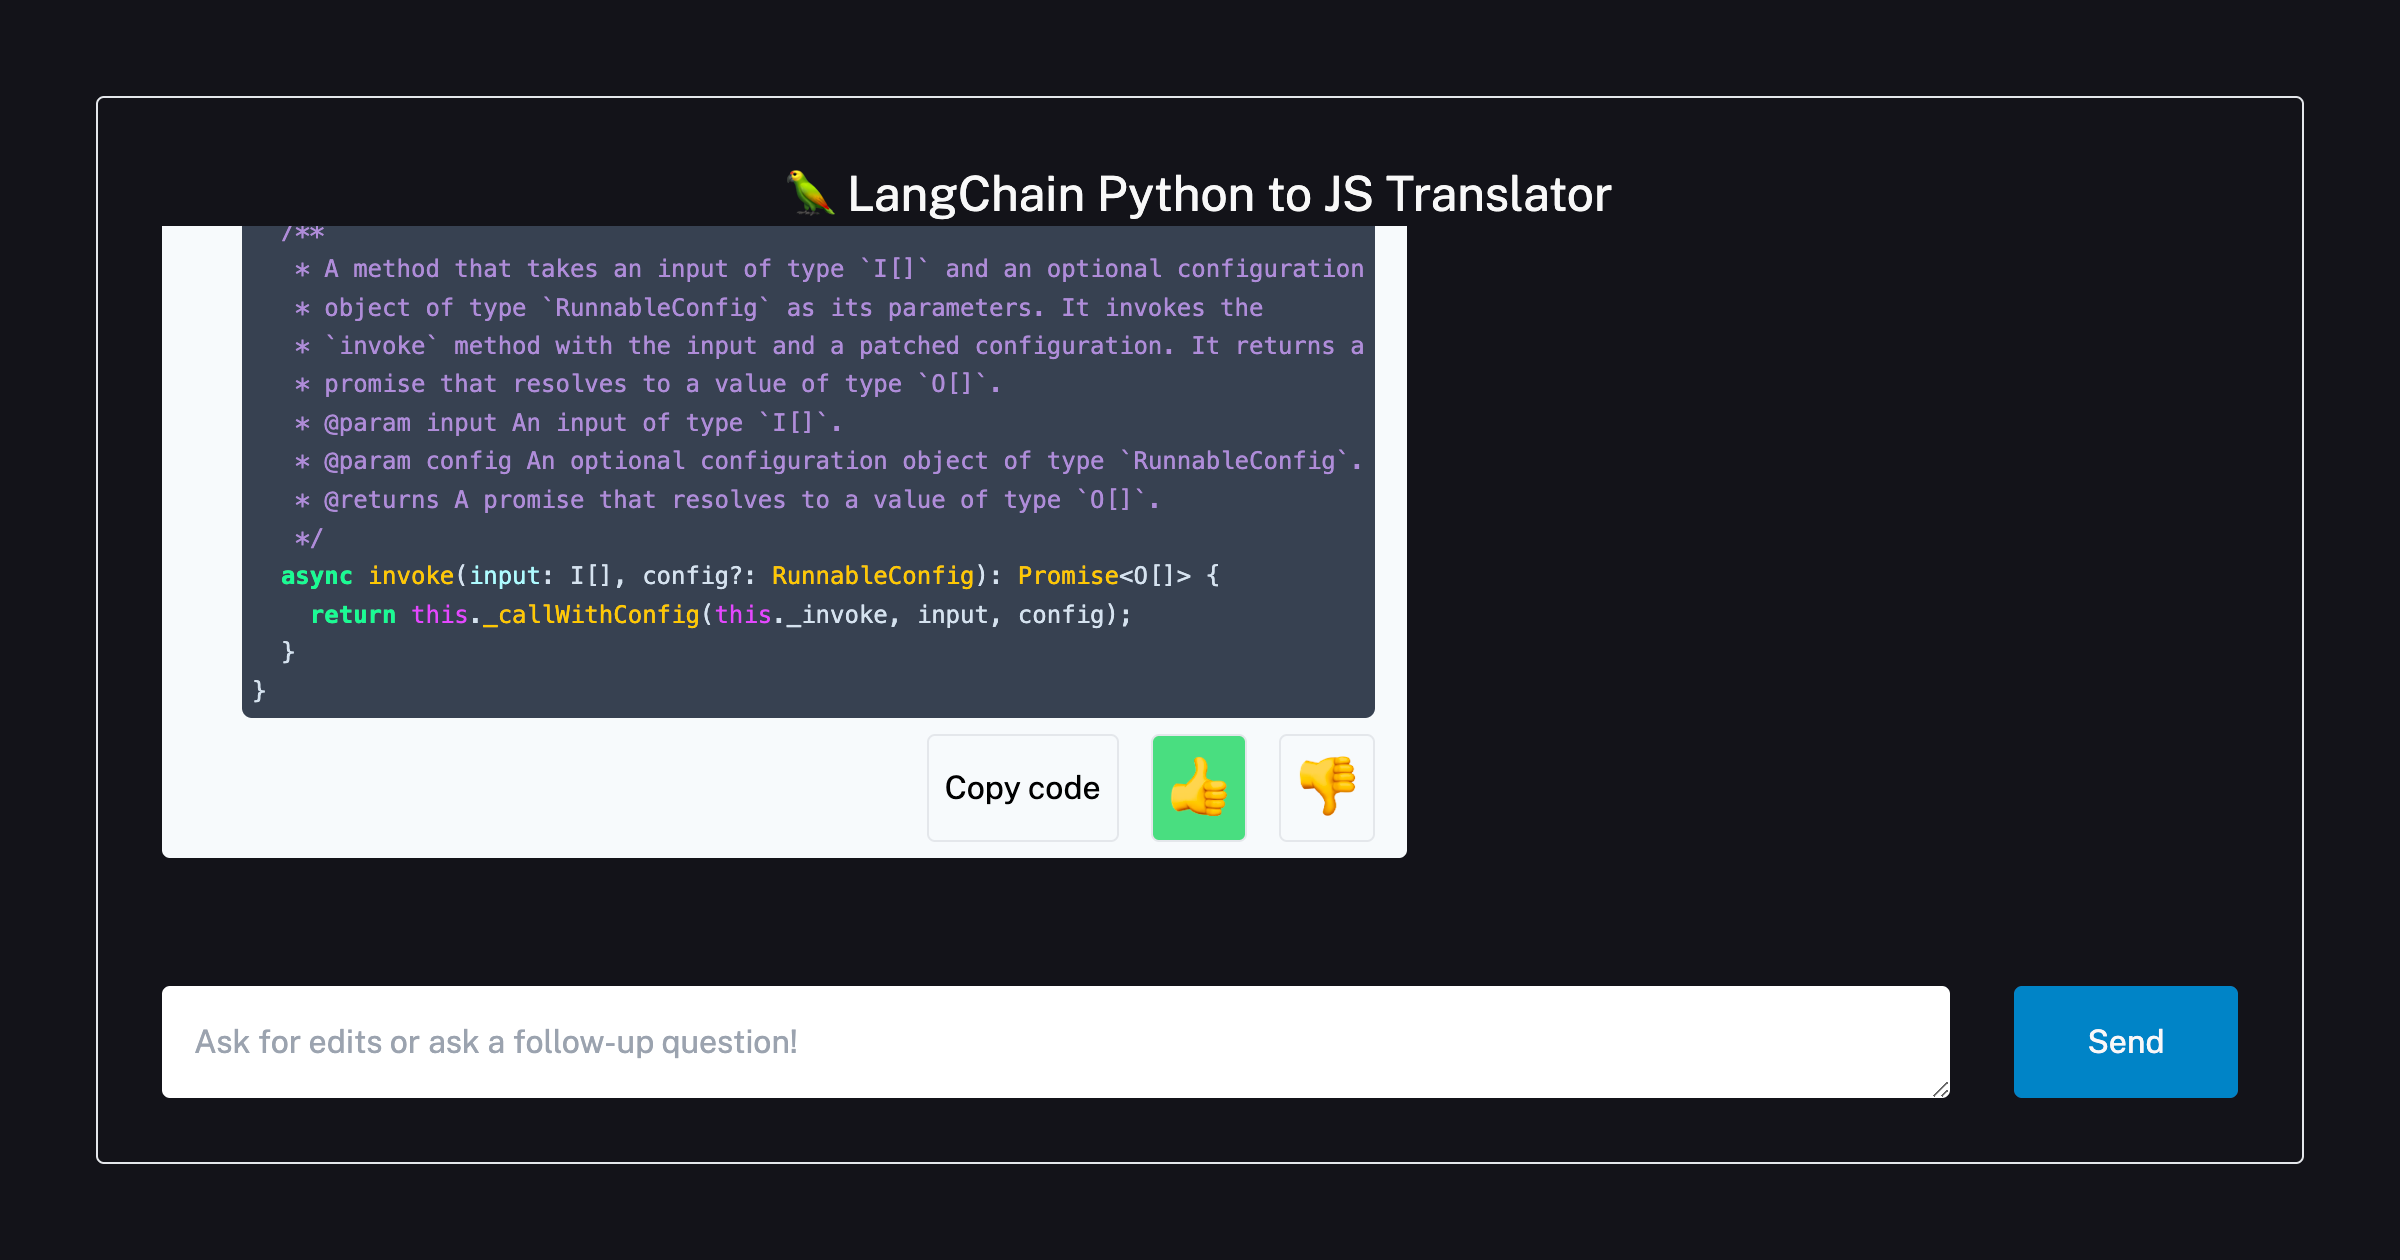 🦜 LangChain Python to JS Translator
/**
 * A method that takes an input of type `I[]` and an optional configuration
 * object of type `RunnableConfig` as its parameters. It invokes the
 * `invoke` method with the input and a patched configuration. It returns a
 * promise that resolves to a value of type `O[]`.
 * @param input An input of type `I[]`.
 * @param config An optional configuration object of type `RunnableConfig`.
 * @returns A promise that resolves to a value of type `O[]`.
 */
async invoke(input: I[], config?: RunnableConfig): Promise<O[]> {
return this._callWithConfig(this._invoke, input, config);
}
}
Copy code 👍 👎
Ask for edits or ask a follow-up question!
Send